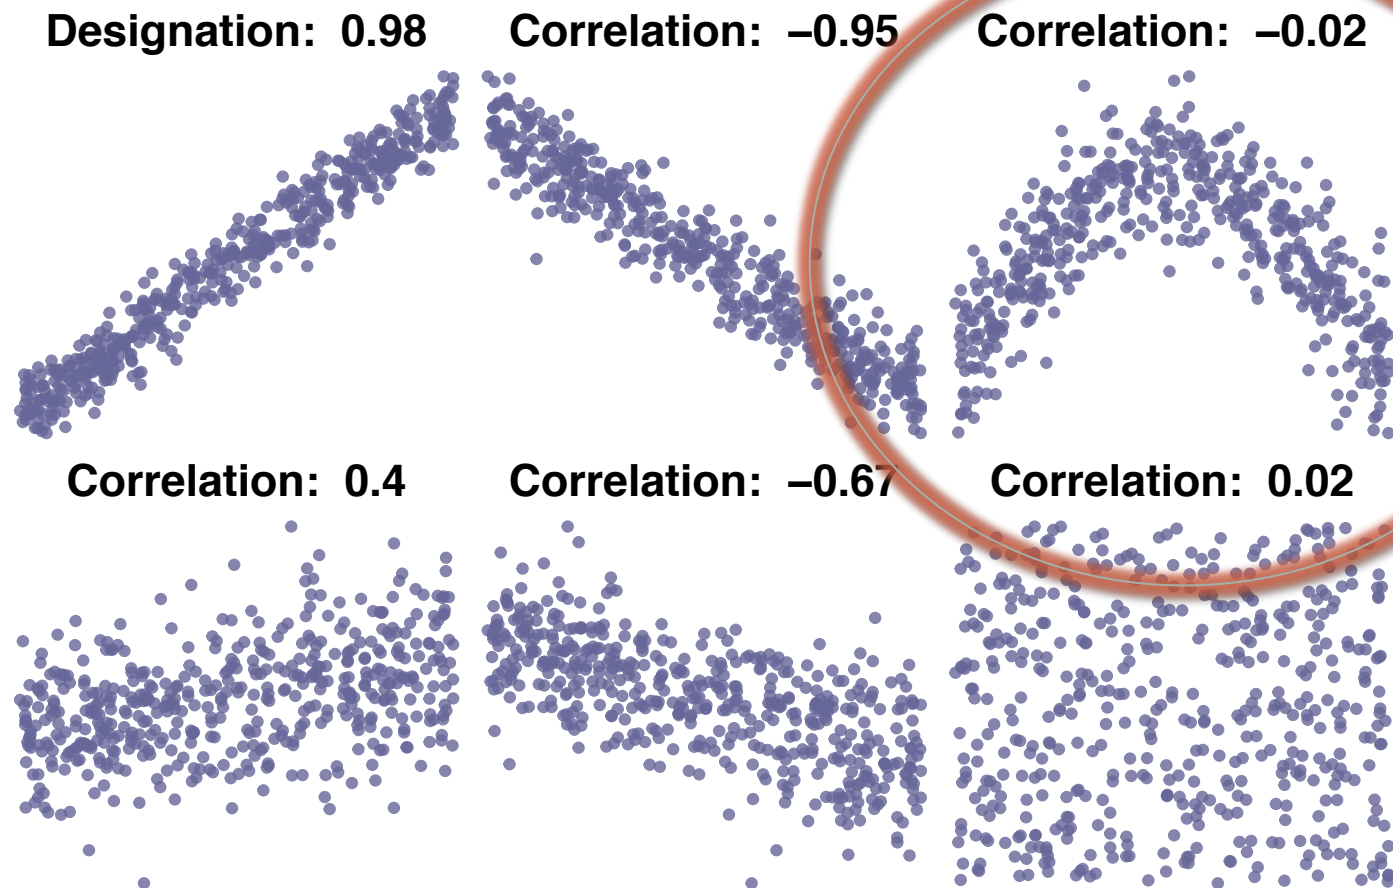 Designation: 0.98
Correlation: –0.95
Correlation: –0.02
Correlation: 0.4
Correlation: –0.67
Correlation: 0.02